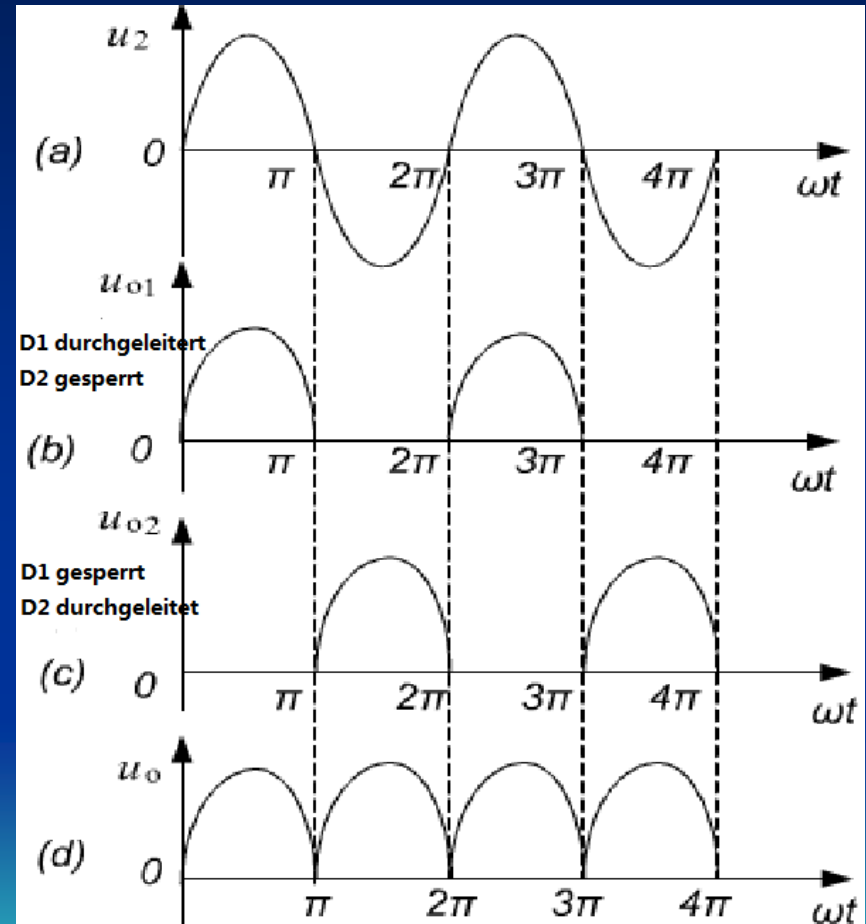 u2
(a) 0 π 2π 3π 4π ωt
uo1
D1 durchgeleitert
D2 gesperrt
(b) 0 π 2π 3π 4π ωt
uo2
D1 gesperrt
D2 durchgeleitet
(c) 0 π 2π 3π 4π ωt
uo
(d) 0 π 2π 3π 4π ωt